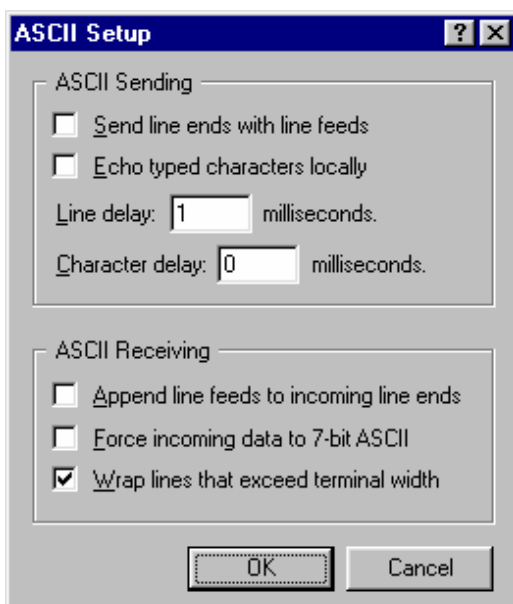 ASCII Setup
ASCII Sending
Send line ends with line feeds
Echo typed characters locally
Line delay: 1 milliseconds.
Character delay: 0 milliseconds.
ASCII Receiving
Append line feeds to incoming line ends
Force incoming data to 7-bit ASCII
Wrap lines that exceed terminal width
OK Cancel